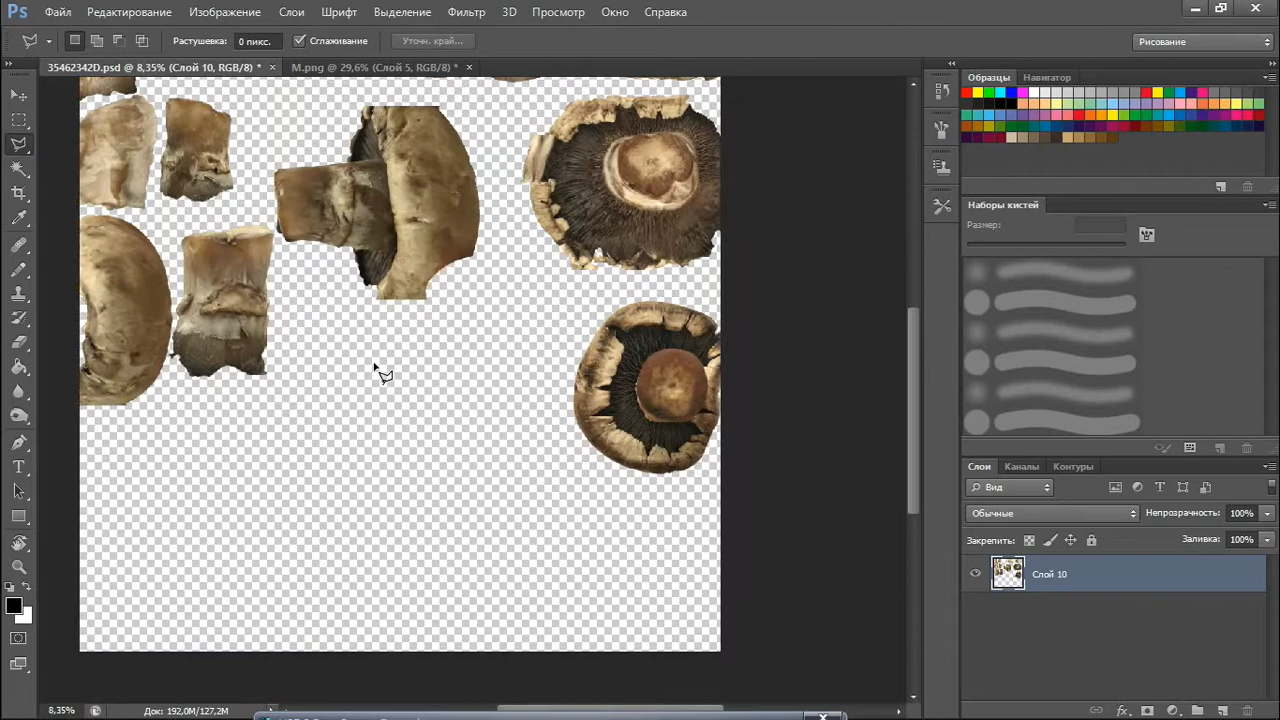 Ps Файл Редактирование Изображение Слои Шрифт Выделение Фильтр 3D Просмотр Окно Справка
Растушевка: 0 пикс. Сглаживание Уточн. край... Рисование
35462342D.psd @ 8,35% (Слой 10, RGB/8) * × M.png @ 29,6% (Слой 5, RGB/8) * ×
Образцы Навигатор
Наборы кистей
Размер:
Слои Каналы Контуры
Вид
Обычные Непрозрачность: 100%
Закрепить: Заливка: 100%
Слой 10
8,35% Док: 192,0M/127,2M